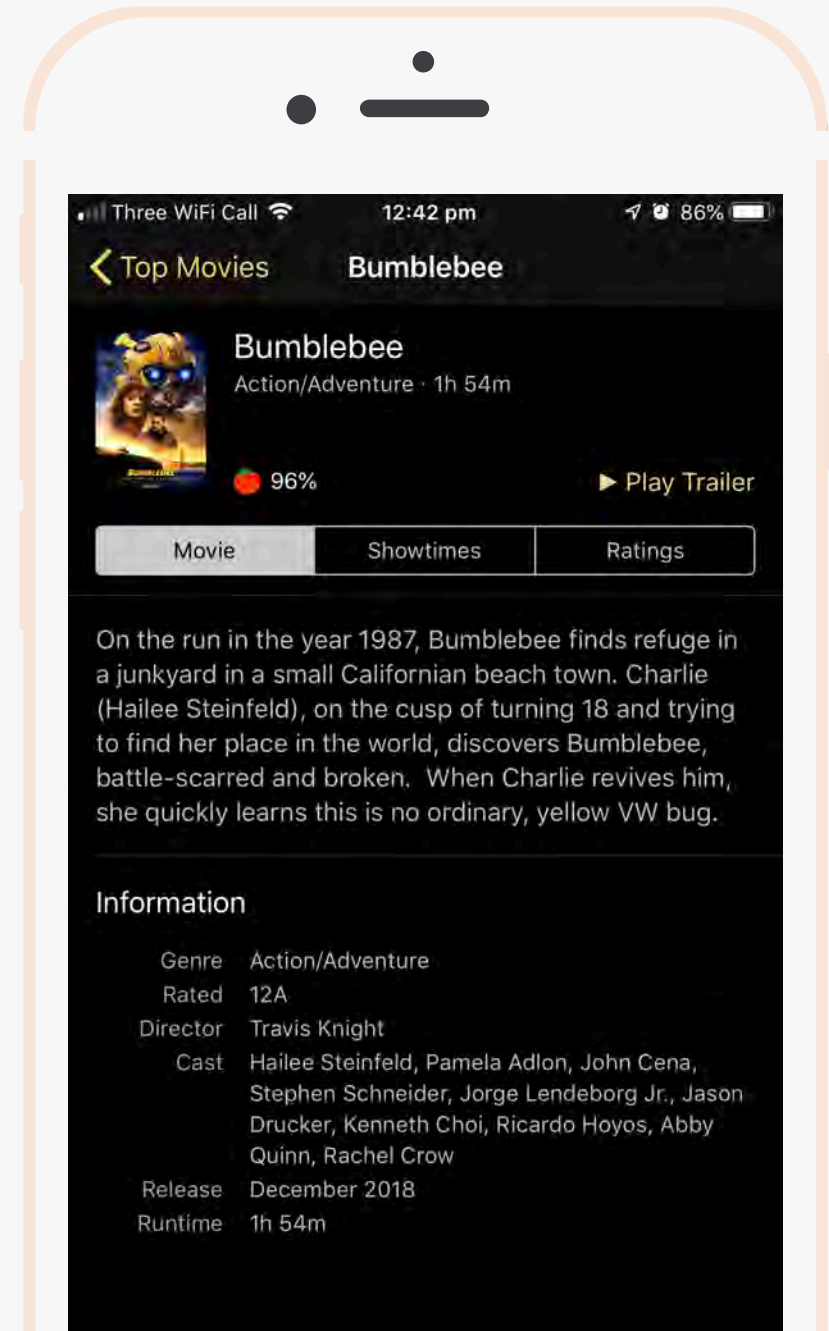 Three WiFi Call 12:42 pm 86%
Top Movies Bumblebee
Bumblebee
Action/Adventure · 1h 54m
96% Play Trailer
BUMBLEBEE
Movie Showtimes Ratings
On the run in the year 1987, Bumblebee finds refuge in
a junkyard in a small Californian beach town. Charlie
(Hailee Steinfeld), on the cusp of turning 18 and trying
to find her place in the world, discovers Bumblebee,
battle-scarred and broken.  When Charlie revives him,
she quickly learns this is no ordinary, yellow VW bug.
Information
Genre Action/Adventure
Rated 12A
Director Travis Knight
Cast Hailee Steinfeld, Pamela Adlon, John Cena,
Stephen Schneider, Jorge Lendeborg Jr., Jason
Drucker, Kenneth Choi, Ricardo Hoyos, Abby
Quinn, Rachel Crow
Release December 2018
Runtime 1h 54m